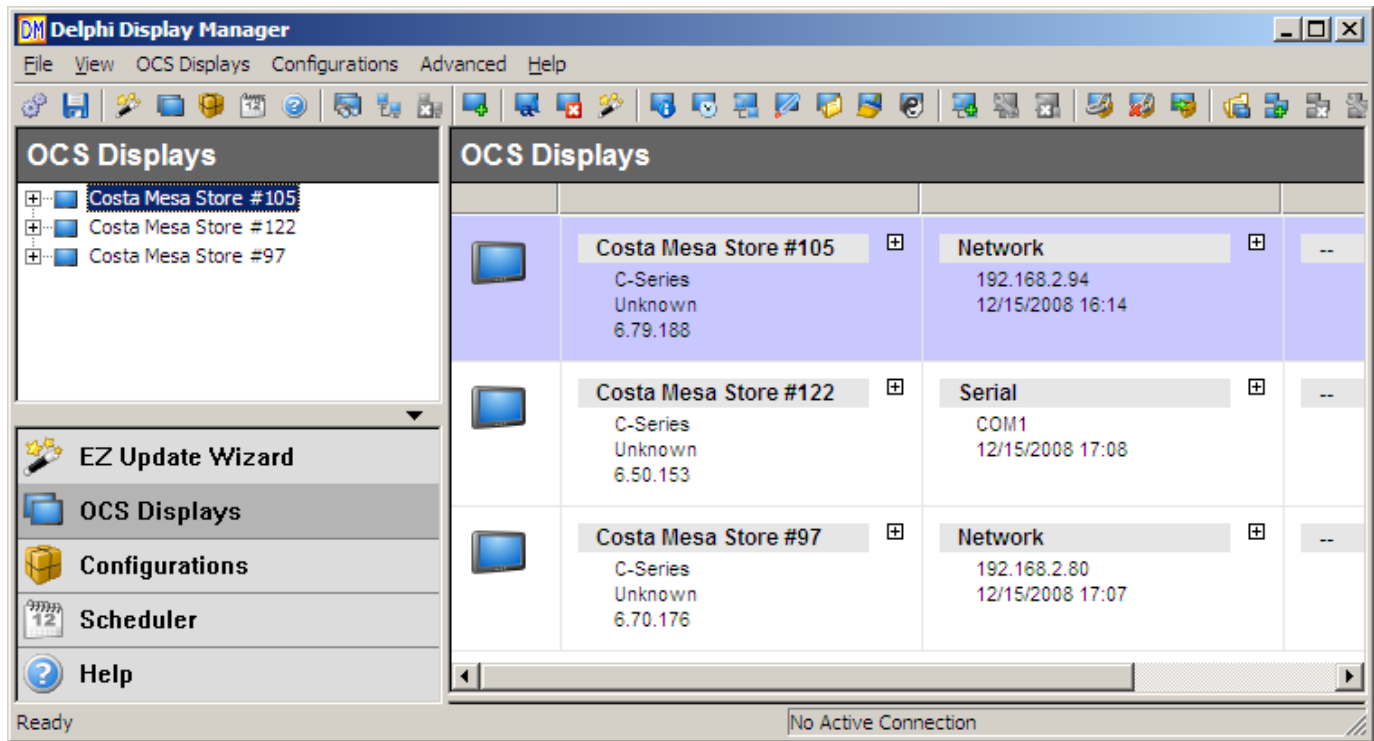 DM Delphi Display Manager
File View OCS Displays Configurations Advanced Help
OCS Displays
Costa Mesa Store #105
Costa Mesa Store #122
Costa Mesa Store #97
EZ Update Wizard
OCS Displays
Configurations
12
Scheduler
Help
OCS Displays
Costa Mesa Store #105
C-Series
Unknown
6.79.188
Network
192.168.2.94
12/15/2008 16:14
--
Costa Mesa Store #122
C-Series
Unknown
6.50.153
Serial
COM1
12/15/2008 17:08
--
Costa Mesa Store #97
C-Series
Unknown
6.70.176
Network
192.168.2.80
12/15/2008 17:07
--
Ready
No Active Connection